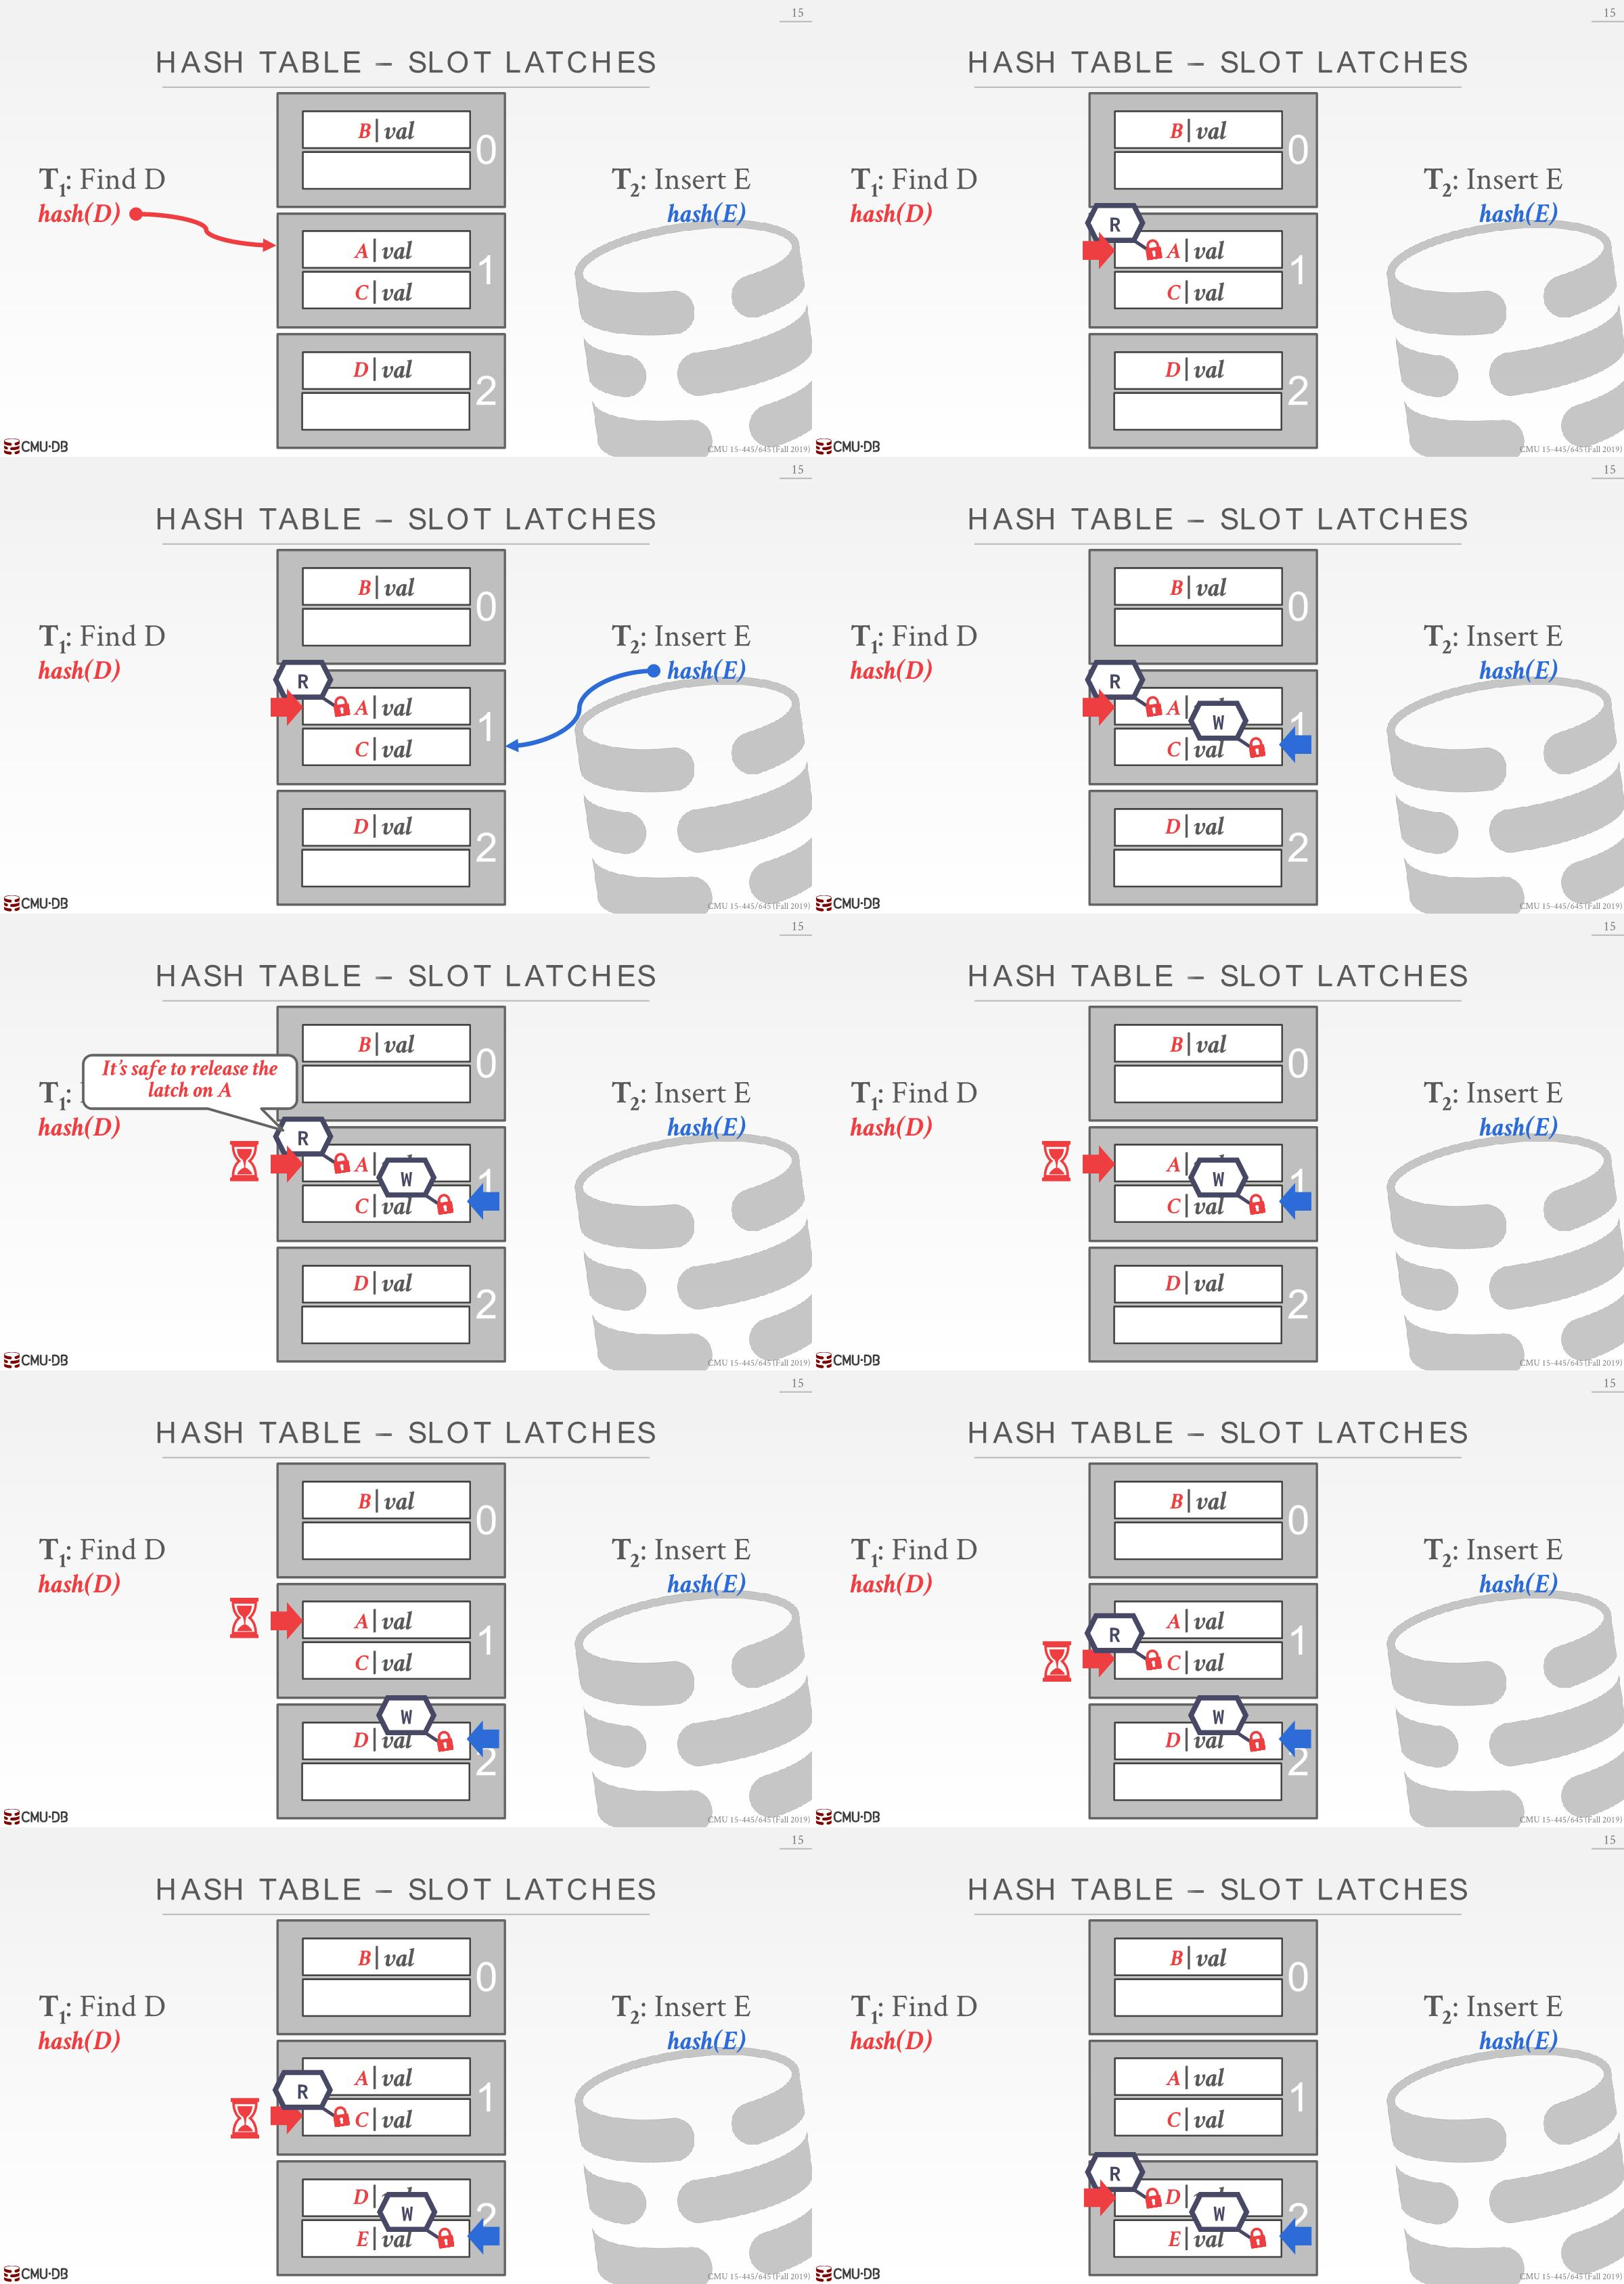 15
HASH TABLE – SLOT LATCHES
B|val
0
T1: Find D
hash(D)
T2: Insert E
hash(E)
A|val
C|val
1
D|val
2
CMU·DB
CMU 15-445/645 (Fall 2019)
15
HASH TABLE – SLOT LATCHES
B|val
0
T1: Find D
hash(D)
T2: Insert E
hash(E)
R
A|val
C|val
1
D|val
2
CMU·DB
CMU 15-445/645 (Fall 2019)
15
HASH TABLE – SLOT LATCHES
B|val
0
T1: Find D
hash(D)
T2: Insert E
hash(E)
R
A|val
C|val
1
D|val
2
CMU·DB
CMU 15-445/645 (Fall 2019)
15
HASH TABLE – SLOT LATCHES
B|val
0
T1: Find D
hash(D)
T2: Insert E
hash(E)
R
A|
W
C|val
1
D|val
2
CMU·DB
CMU 15-445/645 (Fall 2019)
15
HASH TABLE – SLOT LATCHES
B|val
0
It's safe to release the
latch on A
T1:
hash(D)
T2: Insert E
hash(E)
R
A|
W
C|val
1
D|val
2
CMU·DB
CMU 15-445/645 (Fall 2019)
15
HASH TABLE – SLOT LATCHES
B|val
0
T1: Find D
hash(D)
T2: Insert E
hash(E)
A|
W
C|val
1
D|val
2
CMU·DB
CMU 15-445/645 (Fall 2019)
15
HASH TABLE – SLOT LATCHES
B|val
0
T1: Find D
hash(D)
T2: Insert E
hash(E)
A|val
C|val
1
W
D|val
2
CMU·DB
CMU 15-445/645 (Fall 2019)
15
HASH TABLE – SLOT LATCHES
B|val
0
T1: Find D
hash(D)
T2: Insert E
hash(E)
A|val
R
C|val
1
W
D|val
2
CMU·DB
CMU 15-445/645 (Fall 2019)
15
HASH TABLE – SLOT LATCHES
B|val
0
T1: Find D
hash(D)
T2: Insert E
hash(E)
A|val
R
C|val
1
D|
W
E|val
2
CMU·DB
CMU 15-445/645 (Fall 2019)
15
HASH TABLE – SLOT LATCHES
B|val
0
T1: Find D
hash(D)
T2: Insert E
hash(E)
A|val
C|val
1
R
D|
W
E|val
2
CMU·DB
CMU 15-445/645 (Fall 2019)